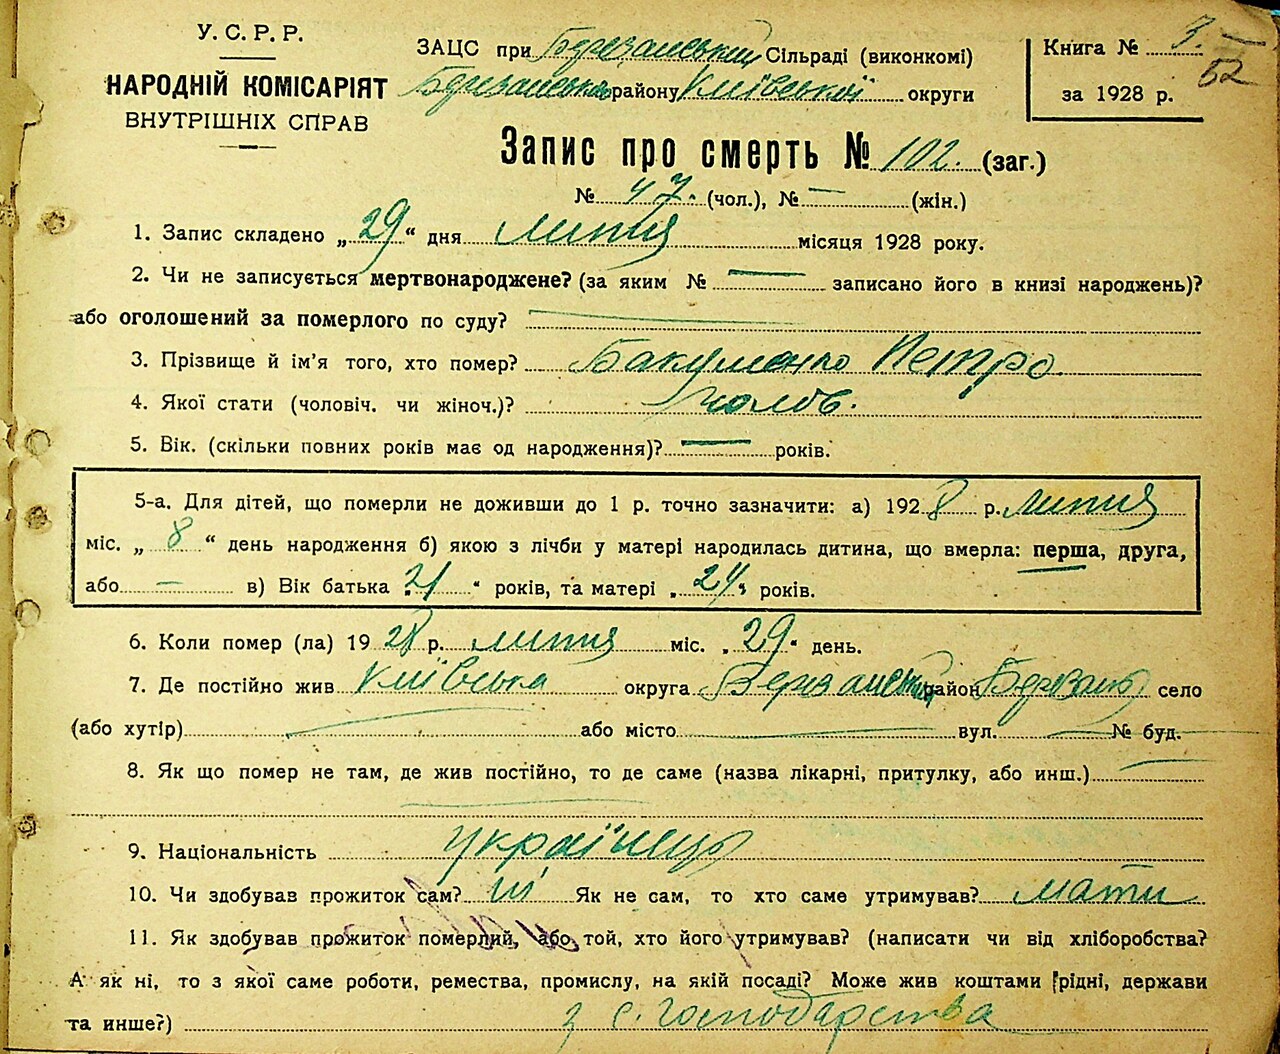 У. С. Р. Р.
НАРОДНІЙ КОМІСАРІЯТ
ВНУТРІШНІХ СПРАВ
ЗАЦС при Березанський Сільраді (виконкомі)
району Київської округи
Книга № 3.
52
за 1928 р.
Запис про смерть № 102. (заг.)
№ 47. (чол.), № — (жін.)
1. Запис складено „29“ дня липня місяця 1928 року.
2. Чи не записується мертвонароджене? (за яким № — записано його в книзі народжень)?
або оголошений за померлого по суду? —
3. Прізвище й ім'я того, хто помер? Бакуменко Петро.
4. Якої стати (чоловіч. чи жіноч.)? чолов.
5. Вік. (скільки повних років має од народження)? — років.
5-а. Для дітей, що померли не доживши до 1 р. точно зазначити: а) 1928 р. липня
міс. „8“ день народження б) якою з лічби у матері народилась дитина, що вмерла: перша, друга,
або — в) Вік батька „21“ років, та матері „24“ років.
6. Коли помер (ла) 1928 р. липня міс. „29“ день.
7. Де постійно жив Київська округа Березанський район Березань село
(або хутір) — або місто — вул. — № буд. —
8. Як що помер не там, де жив постійно, то де саме (назва лікарні, притулку, або инш.) —
9. Національність українець
10. Чи здобував прожиток сам? ні Як не сам, то хто саме утримував? мати
11. Як здобував прожиток померлий, або той, хто його утримував? (написати чи від хліборобства?
А як ні, то з якої саме роботи, ремества, промислу, на якій посаді? Може жив коштами рідні, держави
та инше?) з с. господарства